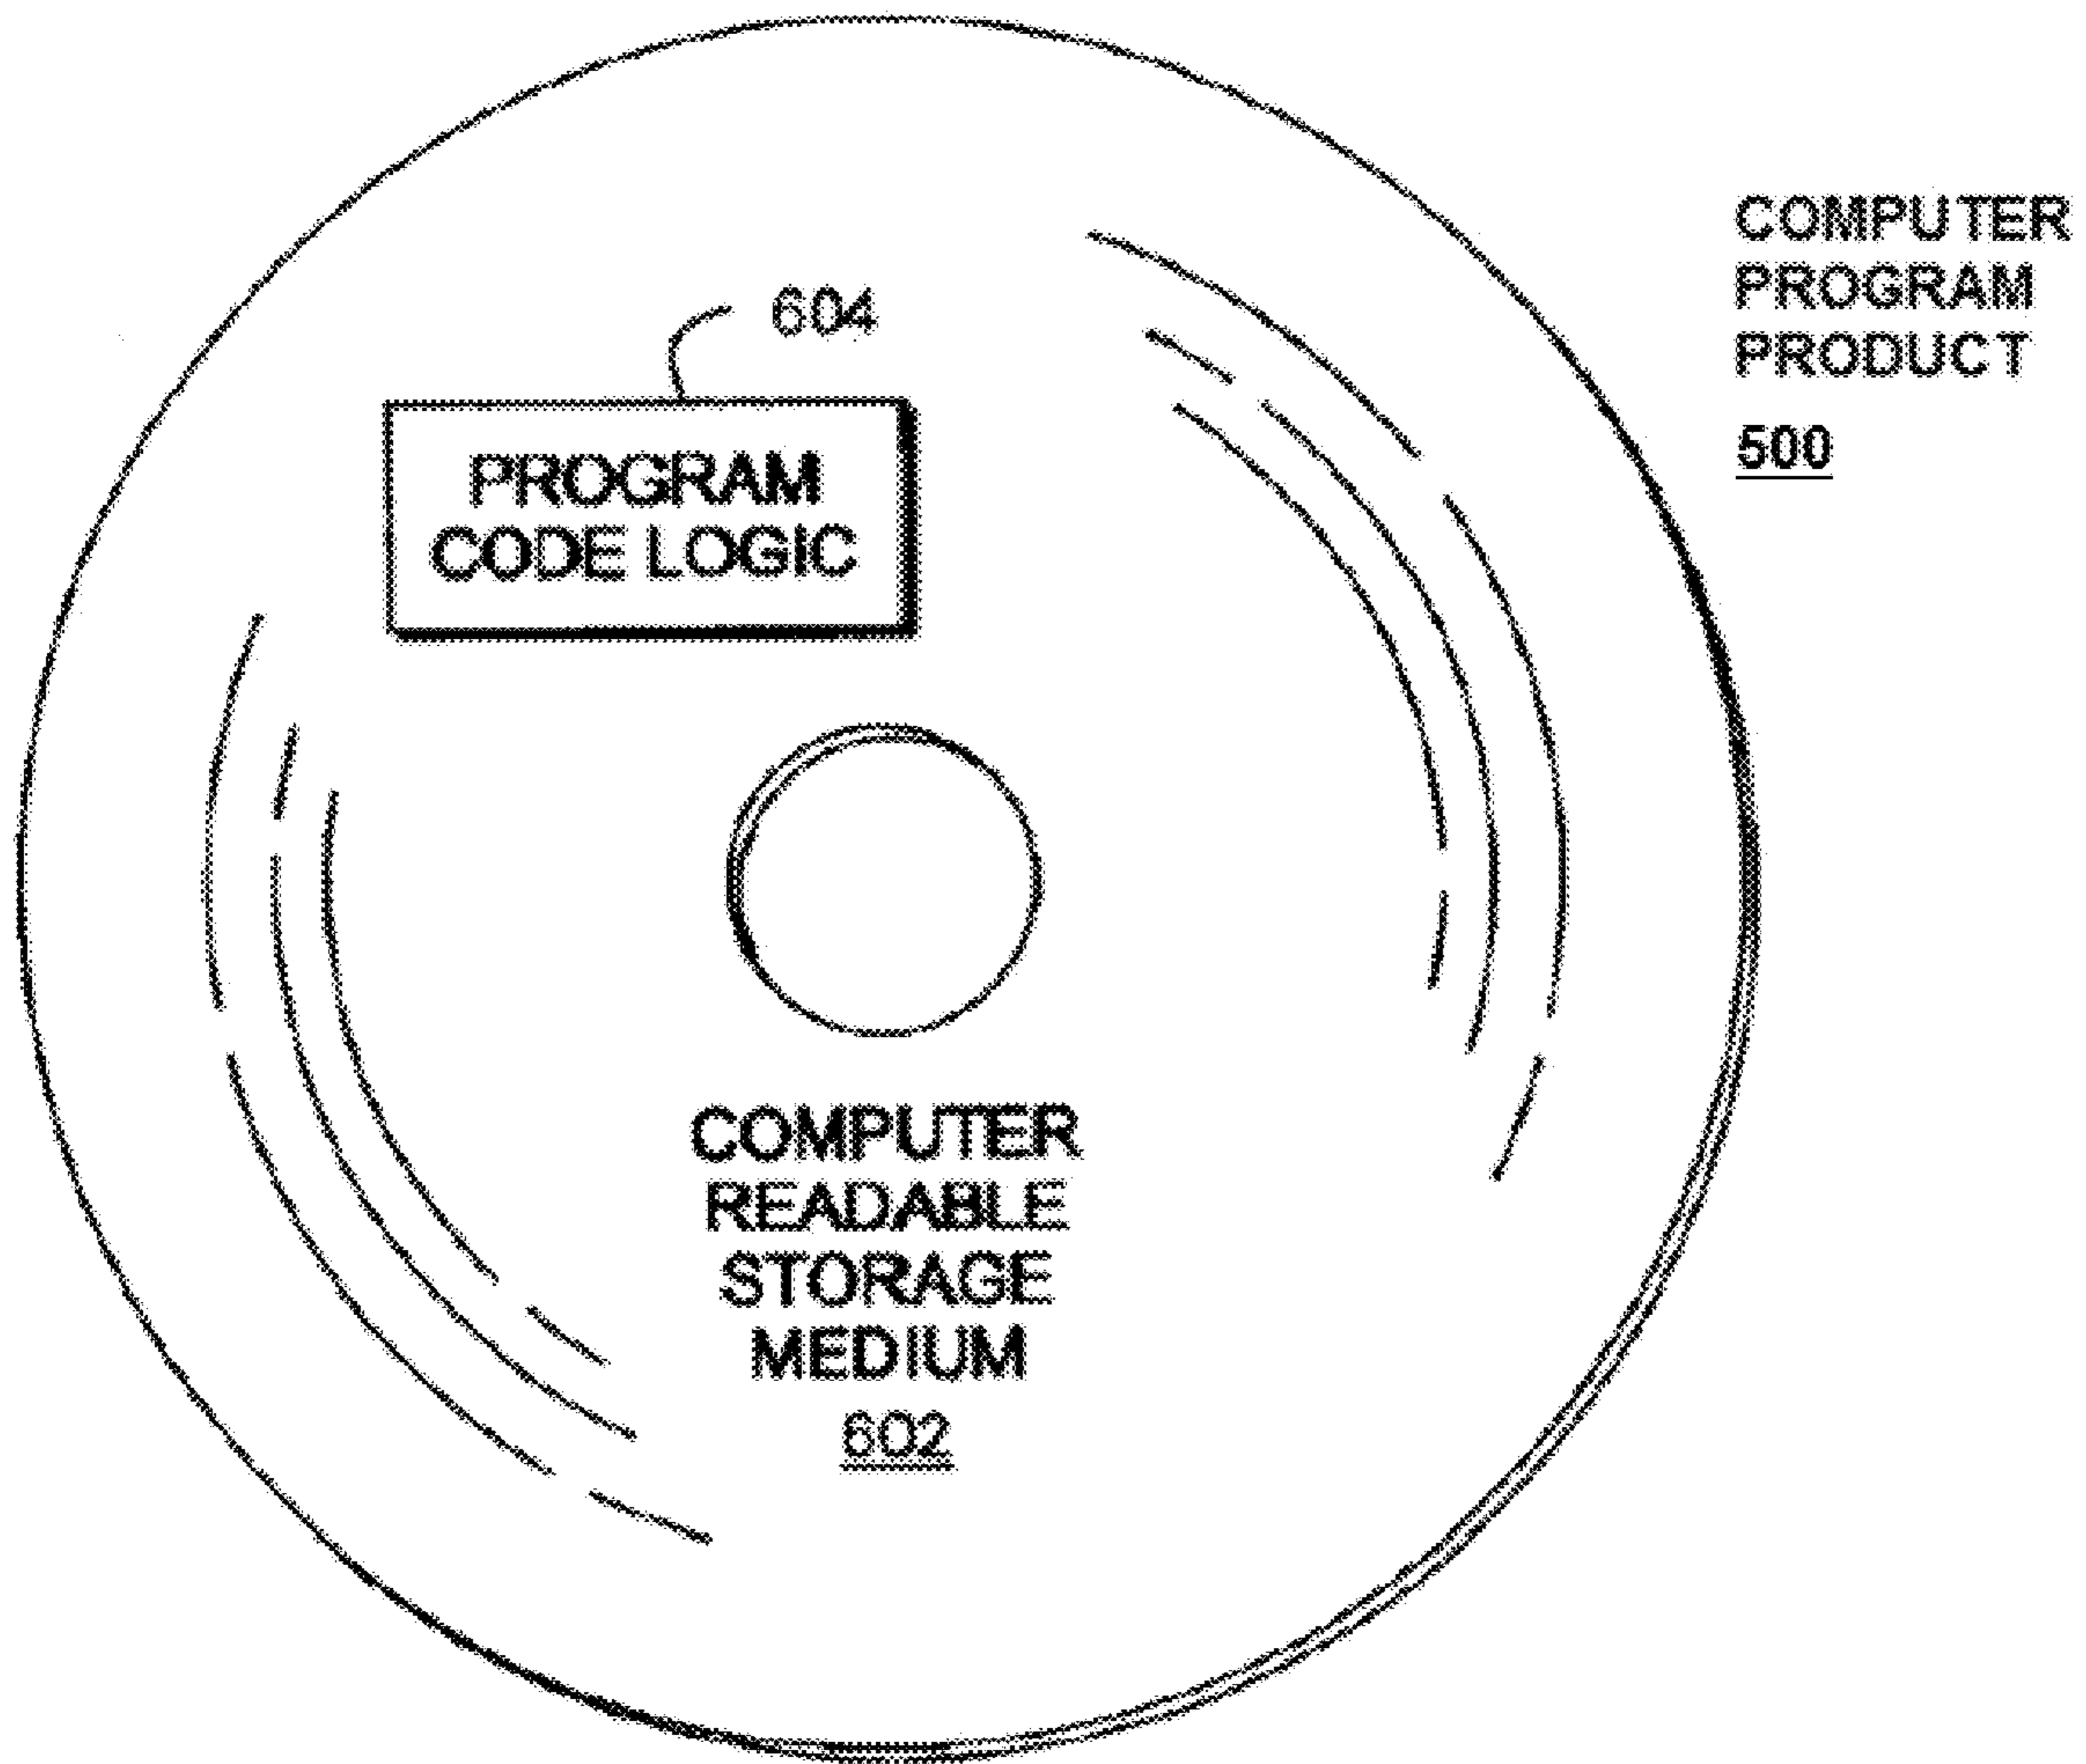 COMPUTER
PROGRAM
PRODUCT
500
604
PROGRAM
CODE LOGIC
COMPUTER
READABLE
STORAGE
MEDIUM
602